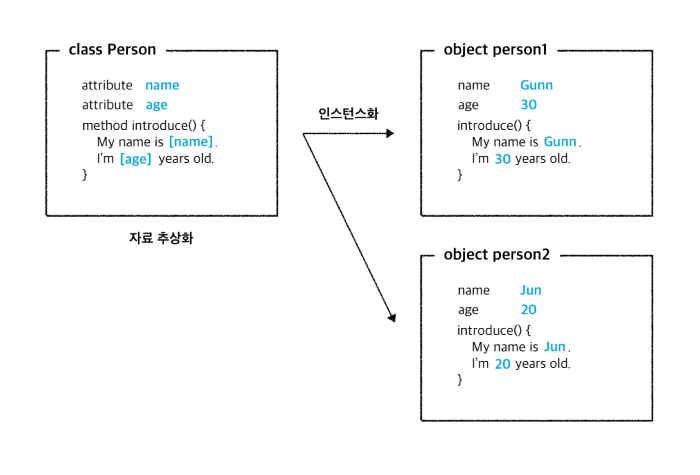 class Person
attribute name
attribute age
method introduce() {
My name is [name].
I'm [age] years old.
}
자료 추상화
인스턴스화
object person1
name Gunn
age 30
introduce() {
My name is Gunn.
I'm 30 years old.
}
object person2
name Jun
age 20
introduce() {
My name is Jun.
I'm 20 years old.
}